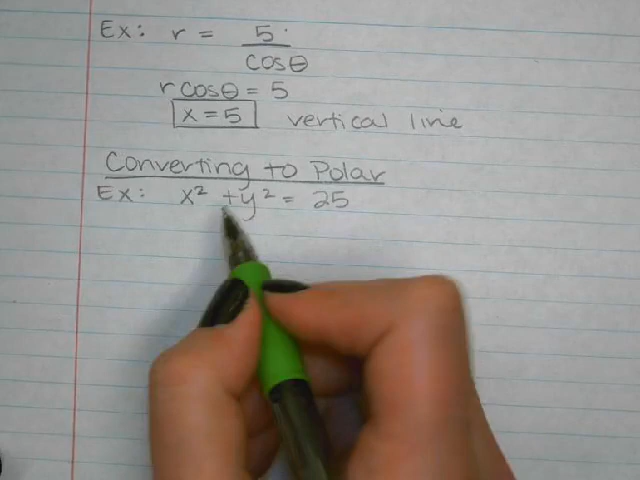 Ex: r = 5 / cosθ
r cosθ = 5
x = 5 vertical line
Converting to Polar
Ex: x² + y² = 25